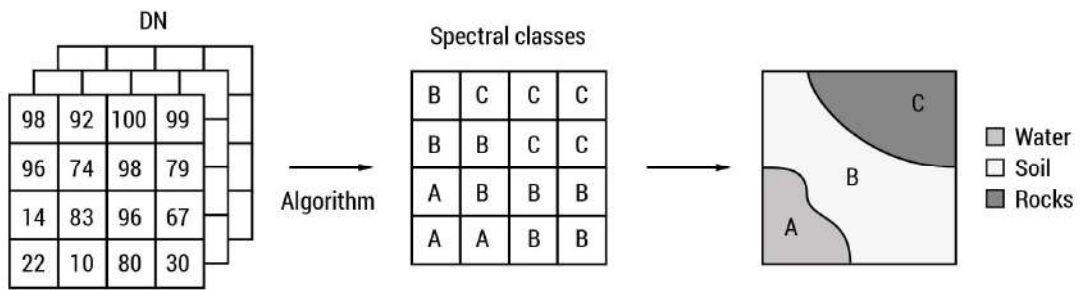 DN
98 92 100 99
96 74 98 79
14 83 96 67
22 10 80 30
Algorithm
Spectral classes
B C C C
B B C C
A B B B
A A B B
C
B
A
Water
Soil
Rocks